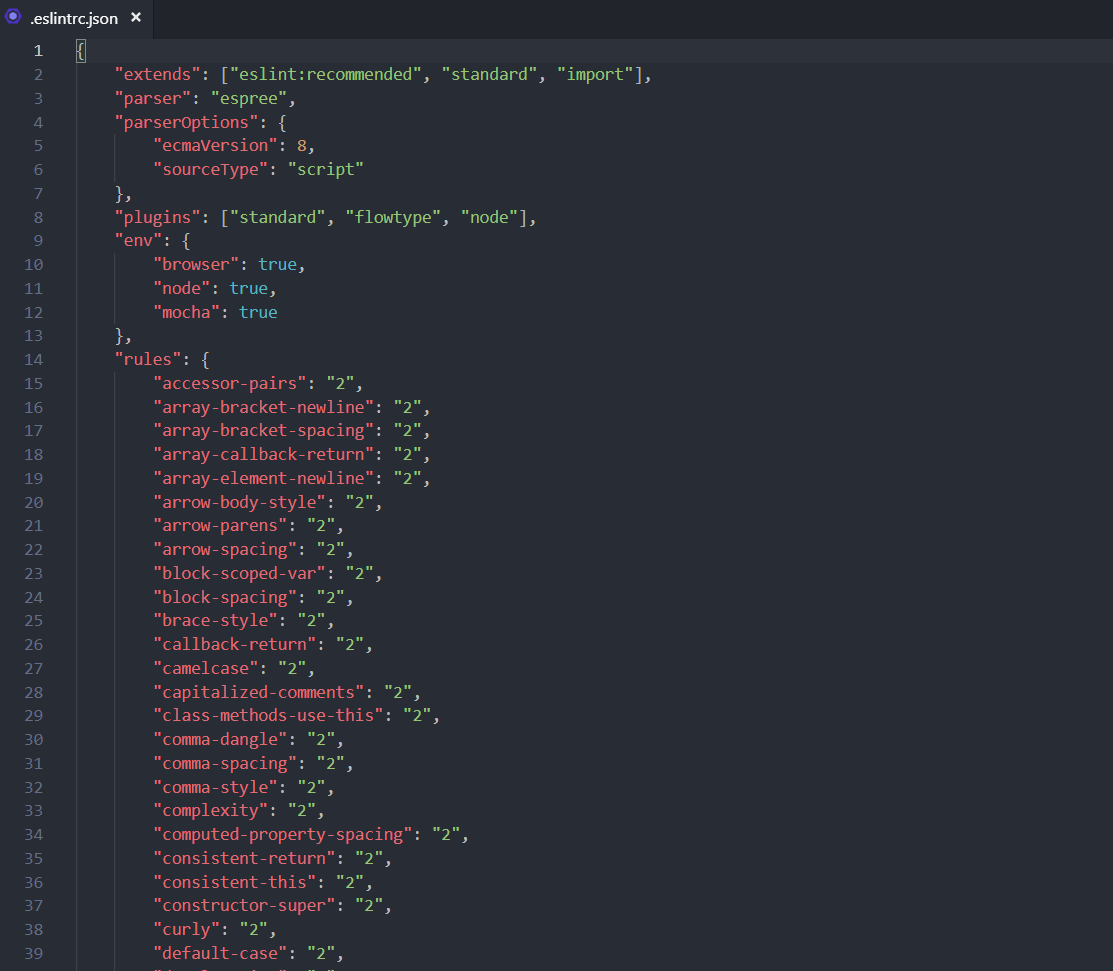 .eslintrc.json ×
1 {
2     "extends": ["eslint:recommended", "standard", "import"],
3     "parser": "espree",
4     "parserOptions": {
5         "ecmaVersion": 8,
6         "sourceType": "script"
7     },
8     "plugins": ["standard", "flowtype", "node"],
9     "env": {
10         "browser": true,
11         "node": true,
12         "mocha": true
13     },
14     "rules": {
15         "accessor-pairs": "2",
16         "array-bracket-newline": "2",
17         "array-bracket-spacing": "2",
18         "array-callback-return": "2",
19         "array-element-newline": "2",
20         "arrow-body-style": "2",
21         "arrow-parens": "2",
22         "arrow-spacing": "2",
23         "block-scoped-var": "2",
24         "block-spacing": "2",
25         "brace-style": "2",
26         "callback-return": "2",
27         "camelcase": "2",
28         "capitalized-comments": "2",
29         "class-methods-use-this": "2",
30         "comma-dangle": "2",
31         "comma-spacing": "2",
32         "comma-style": "2",
33         "complexity": "2",
34         "computed-property-spacing": "2",
35         "consistent-return": "2",
36         "consistent-this": "2",
37         "constructor-super": "2",
38         "curly": "2",
39         "default-case": "2",